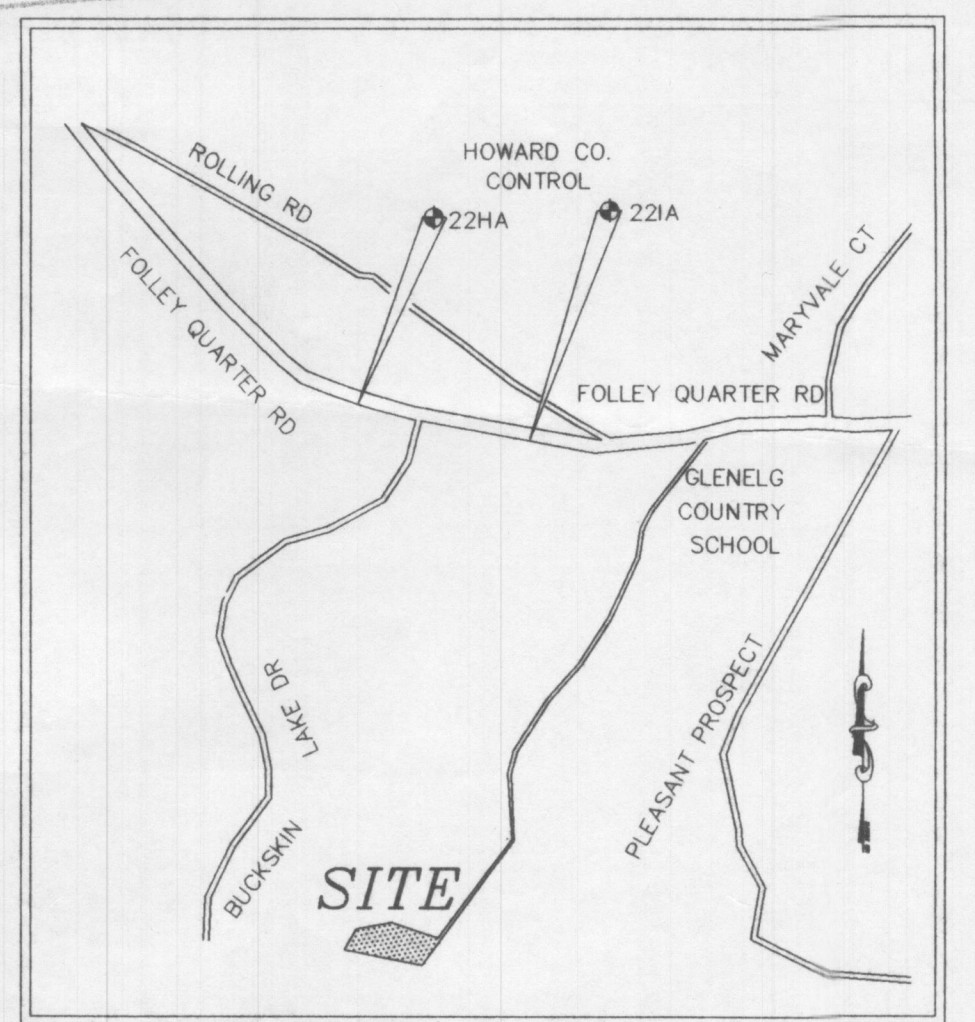 ROLLING RD
HOWARD CO.
CONTROL
22HA
22IA
MARYVALE CT
FOLLEY QUARTER RD
FOLLEY QUARTER RD
GLENELG
COUNTRY
SCHOOL
LAKE DR
BUCKSKIN
PLEASANT PROSPECT
SITE